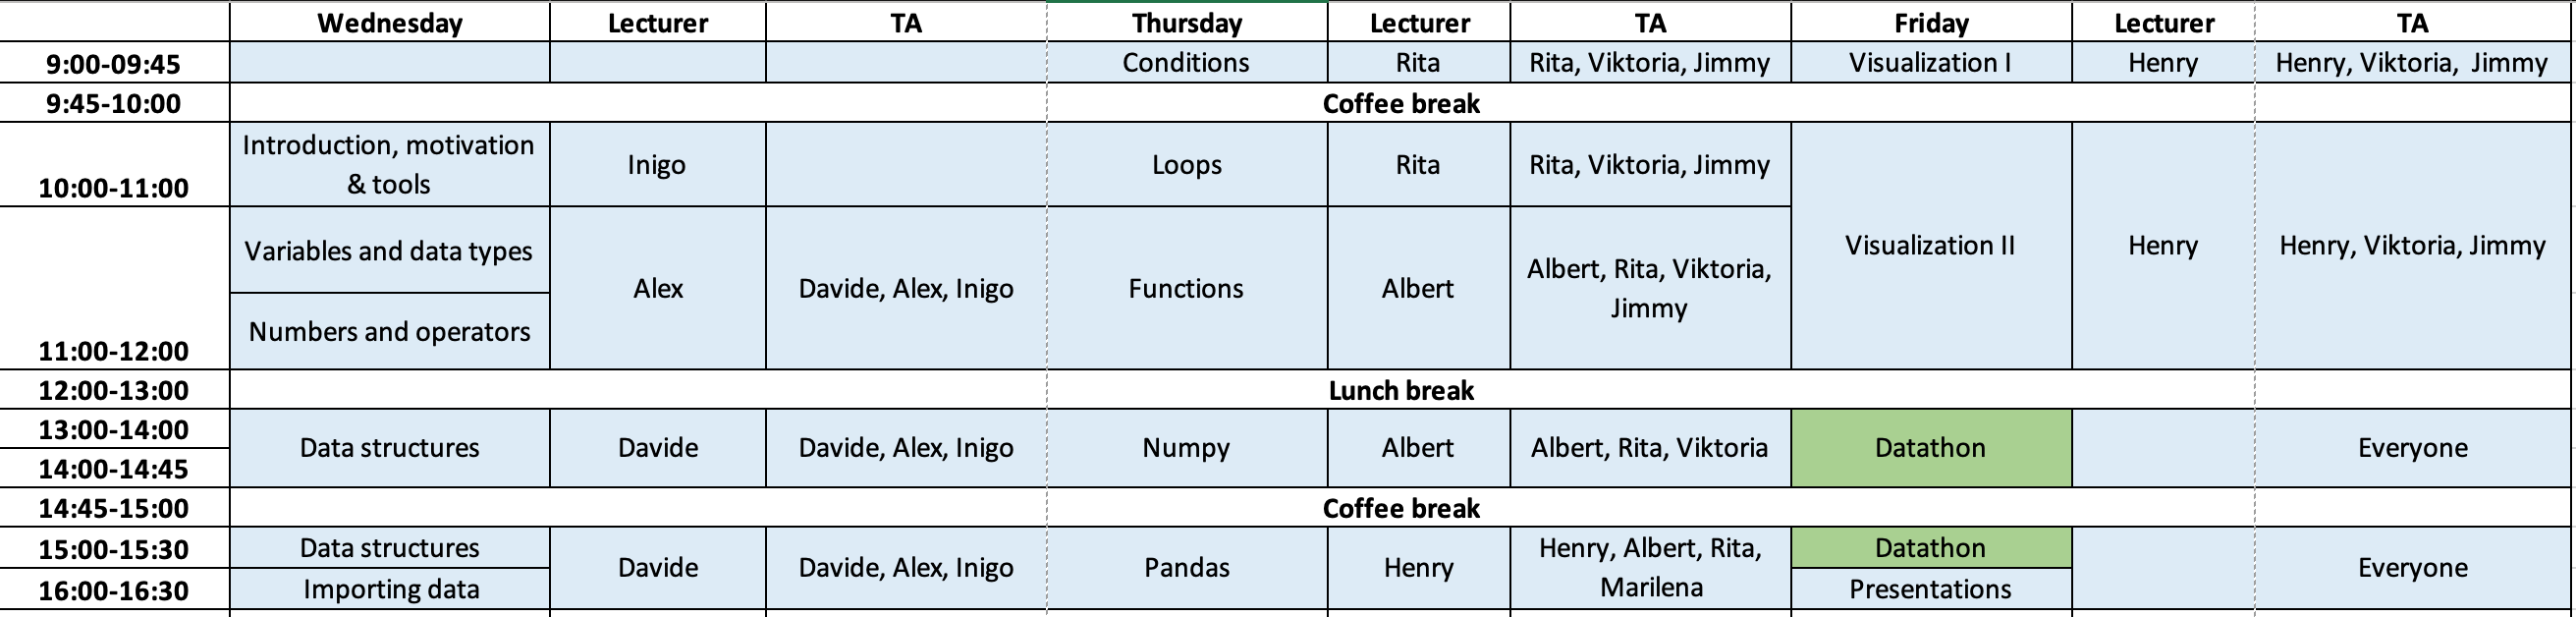 Wednesday Lecturer TA Thursday Lecturer TA Friday Lecturer TA
9:00-09:45 Conditions Rita Rita, Viktoria, Jimmy Visualization I Henry Henry, Viktoria, Jimmy
9:45-10:00 Coffee break
10:00-11:00
Introduction, motivation
& tools
Inigo
Loops
Rita
Rita, Viktoria, Jimmy
Visualization II
Henry
Henry, Viktoria, Jimmy
11:00-12:00
Variables and data types
Numbers and operators
Alex
Davide, Alex, Inigo
Functions
Albert
Albert, Rita, Viktoria,
Jimmy
12:00-13:00 Lunch break
13:00-14:00
14:00-14:45
Data structures
Davide
Davide, Alex, Inigo
Numpy
Albert
Albert, Rita, Viktoria
Datathon
Everyone
14:45-15:00 Coffee break
15:00-15:30
16:00-16:30
Data structures
Importing data
Davide
Davide, Alex, Inigo
Pandas
Henry
Henry, Albert, Rita,
Marilena
Datathon
Presentations
Everyone